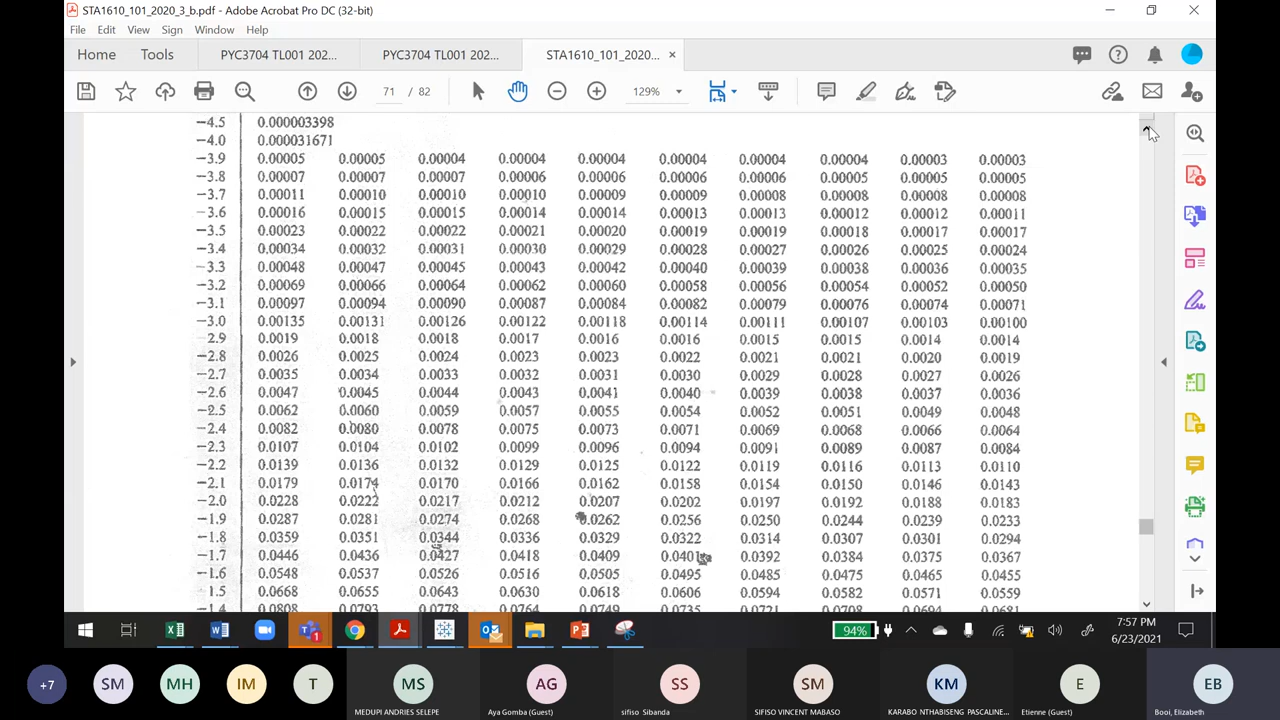 STA1610_101_2020_3_b.pdf - Adobe Acrobat Pro DC (32-bit)
File Edit View Sign Window Help
Home Tools PYC3704 TL001 202... PYC3704 TL001 202... STA1610_101_2020... ×
71 / 82 129%
−4.5 0.000003398
−4.0 0.000031671
−3.9 0.00005 0.00005 0.00004 0.00004 0.00004 0.00004 0.00004 0.00004 0.00003 0.00003
−3.8 0.00007 0.00007 0.00007 0.00006 0.00006 0.00006 0.00006 0.00005 0.00005 0.00005
−3.7 0.00011 0.00010 0.00010 0.00010 0.00009 0.00009 0.00008 0.00008 0.00008 0.00008
−3.6 0.00016 0.00015 0.00015 0.00014 0.00014 0.00013 0.00013 0.00012 0.00012 0.00011
−3.5 0.00023 0.00022 0.00022 0.00021 0.00020 0.00019 0.00019 0.00018 0.00017 0.00017
−3.4 0.00034 0.00032 0.00031 0.00030 0.00029 0.00028 0.00027 0.00026 0.00025 0.00024
−3.3 0.00048 0.00047 0.00045 0.00043 0.00042 0.00040 0.00039 0.00038 0.00036 0.00035
−3.2 0.00069 0.00066 0.00064 0.00062 0.00060 0.00058 0.00056 0.00054 0.00052 0.00050
−3.1 0.00097 0.00094 0.00090 0.00087 0.00084 0.00082 0.00079 0.00076 0.00074 0.00071
−3.0 0.00135 0.00131 0.00126 0.00122 0.00118 0.00114 0.00111 0.00107 0.00103 0.00100
−2.9 0.0019 0.0018 0.0018 0.0017 0.0016 0.0016 0.0015 0.0015 0.0014 0.0014
−2.8 0.0026 0.0025 0.0024 0.0023 0.0023 0.0022 0.0021 0.0021 0.0020 0.0019
−2.7 0.0035 0.0034 0.0033 0.0032 0.0031 0.0030 0.0029 0.0028 0.0027 0.0026
−2.6 0.0047 0.0045 0.0044 0.0043 0.0041 0.0040 0.0039 0.0038 0.0037 0.0036
−2.5 0.0062 0.0060 0.0059 0.0057 0.0055 0.0054 0.0052 0.0051 0.0049 0.0048
−2.4 0.0082 0.0080 0.0078 0.0075 0.0073 0.0071 0.0069 0.0068 0.0066 0.0064
−2.3 0.0107 0.0104 0.0102 0.0099 0.0096 0.0094 0.0091 0.0089 0.0087 0.0084
−2.2 0.0139 0.0136 0.0132 0.0129 0.0125 0.0122 0.0119 0.0116 0.0113 0.0110
−2.1 0.0179 0.0174 0.0170 0.0166 0.0162 0.0158 0.0154 0.0150 0.0146 0.0143
−2.0 0.0228 0.0222 0.0217 0.0212 0.0207 0.0202 0.0197 0.0192 0.0188 0.0183
−1.9 0.0287 0.0281 0.0274 0.0268 0.0262 0.0256 0.0250 0.0244 0.0239 0.0233
−1.8 0.0359 0.0351 0.0344 0.0336 0.0329 0.0322 0.0314 0.0307 0.0301 0.0294
−1.7 0.0446 0.0436 0.0427 0.0418 0.0409 0.0401 0.0392 0.0384 0.0375 0.0367
−1.6 0.0548 0.0537 0.0526 0.0516 0.0505 0.0495 0.0485 0.0475 0.0465 0.0455
−1.5 0.0668 0.0655 0.0643 0.0630 0.0618 0.0606 0.0594 0.0582 0.0571 0.0559
−1.4 0.0808 0.0793 0.0778 0.0764 0.0749 0.0735 0.0721 0.0708 0.0694 0.0681
94% 7:57 PM
6/23/2021
+7 SM MH IM T MS AG SS SM KM E EB
MEDUPI ANDRIES SELEPE Aya Gomba (Guest) sifiso Sibanda SIFISO VINCENT MABASO KARABO NTHABISENG PASCALINE... Etienne (Guest) Booi, Elizabeth